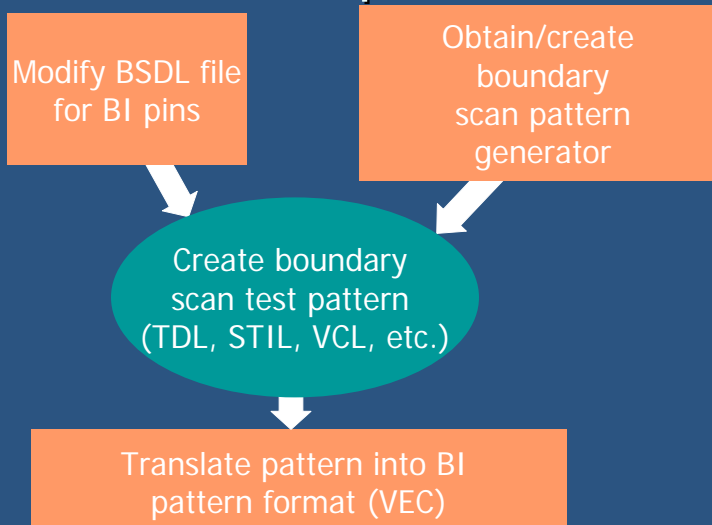 Modify BSDL file
for BI pins
Obtain/create
boundary
scan pattern
generator
Create boundary
scan test pattern
(TDL, STIL, VCL, etc.)
Translate pattern into BI
pattern format (VEC)